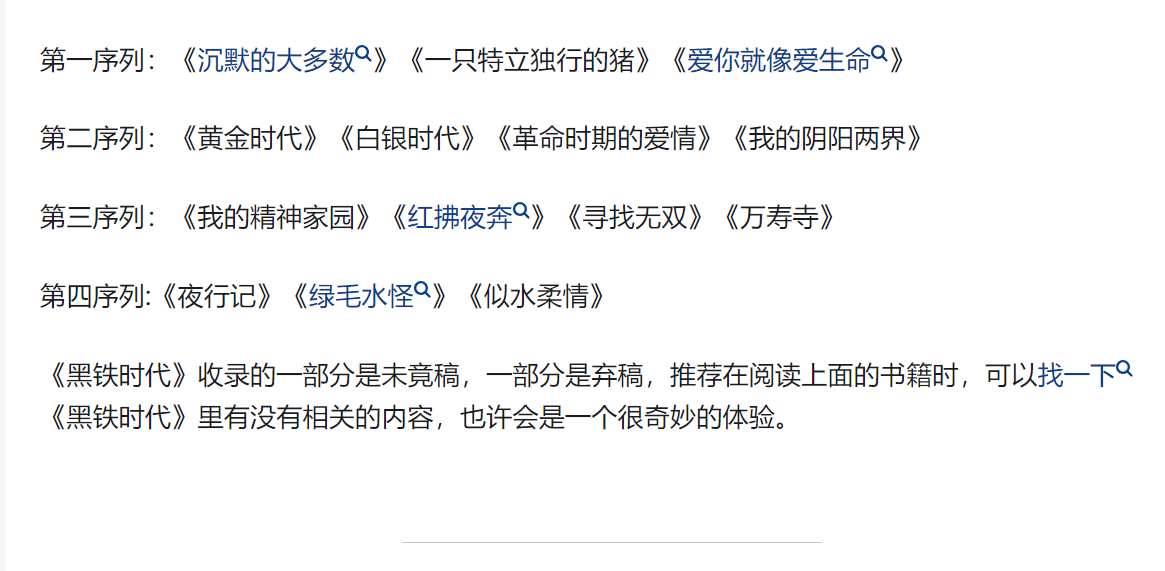 第一序列：《沉默的大多数》《一只特立独行的猪》《爱你就像爱生命》
第二序列：《黄金时代》《白银时代》《革命时期的爱情》《我的阴阳两界》
第三序列：《我的精神家园》《红拂夜奔》《寻找无双》《万寿寺》
第四序列:《夜行记》《绿毛水怪》《似水柔情》
《黑铁时代》收录的一部分是未竟稿，一部分是弃稿，推荐在阅读上面的书籍时，可以找一下
《黑铁时代》里有没有相关的内容，也许会是一个很奇妙的体验。